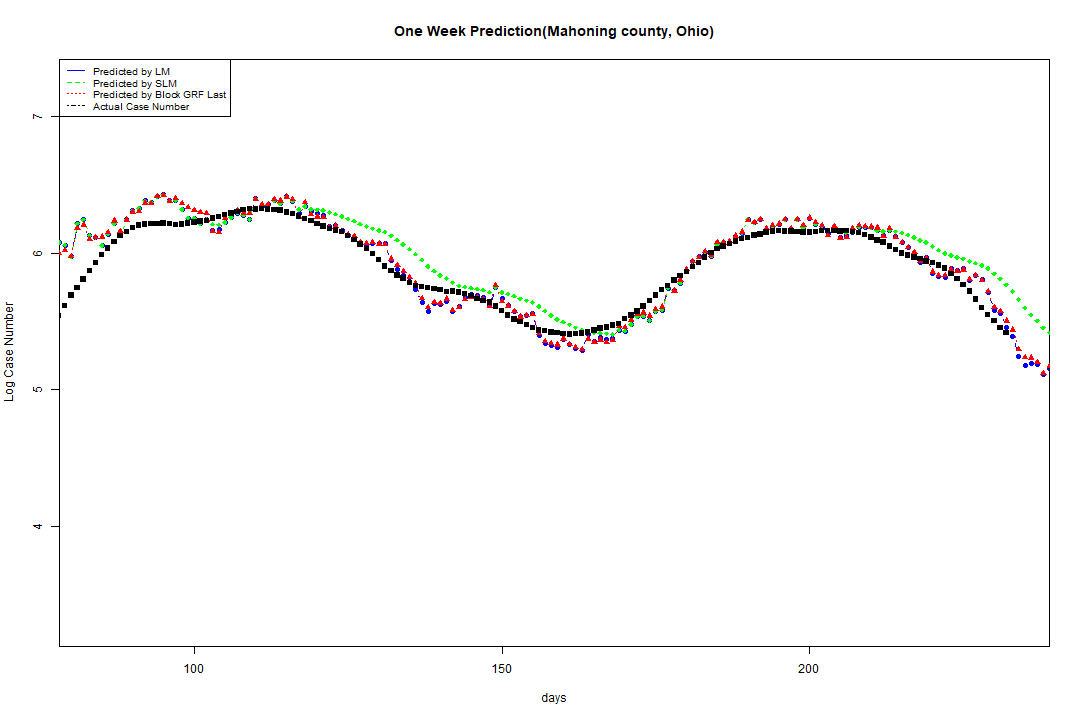 One Week Prediction(Mahoning county, Ohio)
Predicted by LM
Predicted by SLM
Predicted by Block GRF Last
Actual Case Number
7
6
5
4
Log Case Number
100
150
200
days